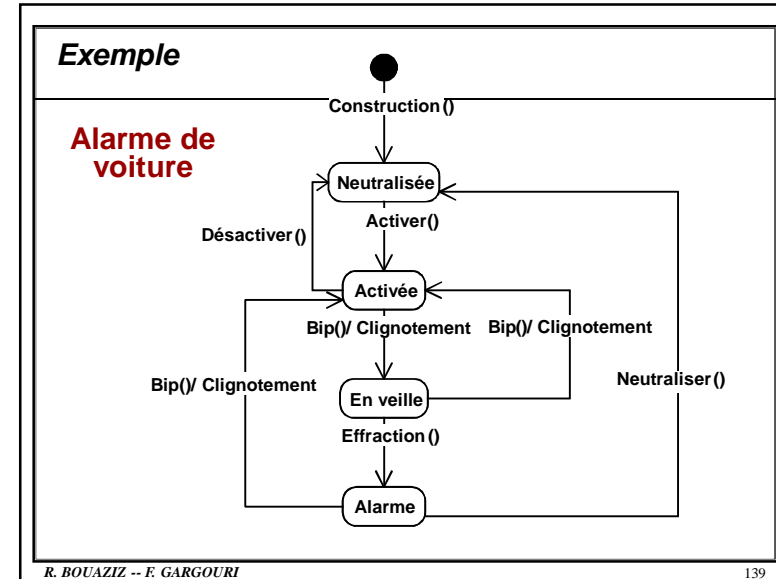 Exemple
Construction()
Alarme de
voiture
Neutralisée
Activer()
Désactiver()
Activée
Bip()/ Clignotement
Bip()/ Clignotement
Bip()/ Clignotement
Neutraliser()
En veille
Effraction()
Alarme
R. BOUAZIZ -- F. GARGOURI
139